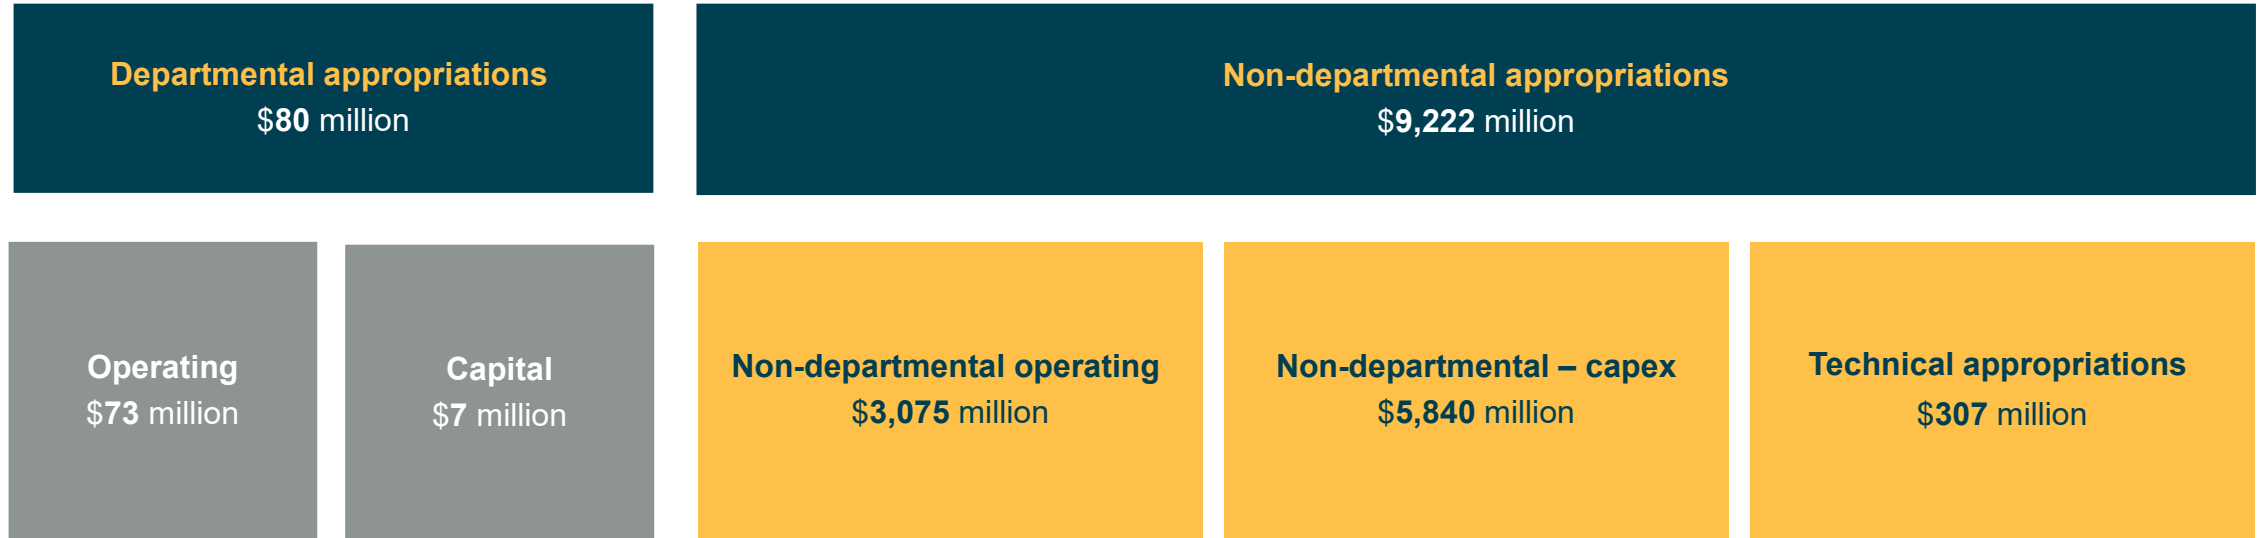 Departmental appropriations
$80 million
Non-departmental appropriations
$9,222 million
Operating
$73 million
Capital
$7 million
Non-departmental operating
$3,075 million
Non-departmental – capex
$5,840 million
Technical appropriations
$307 million